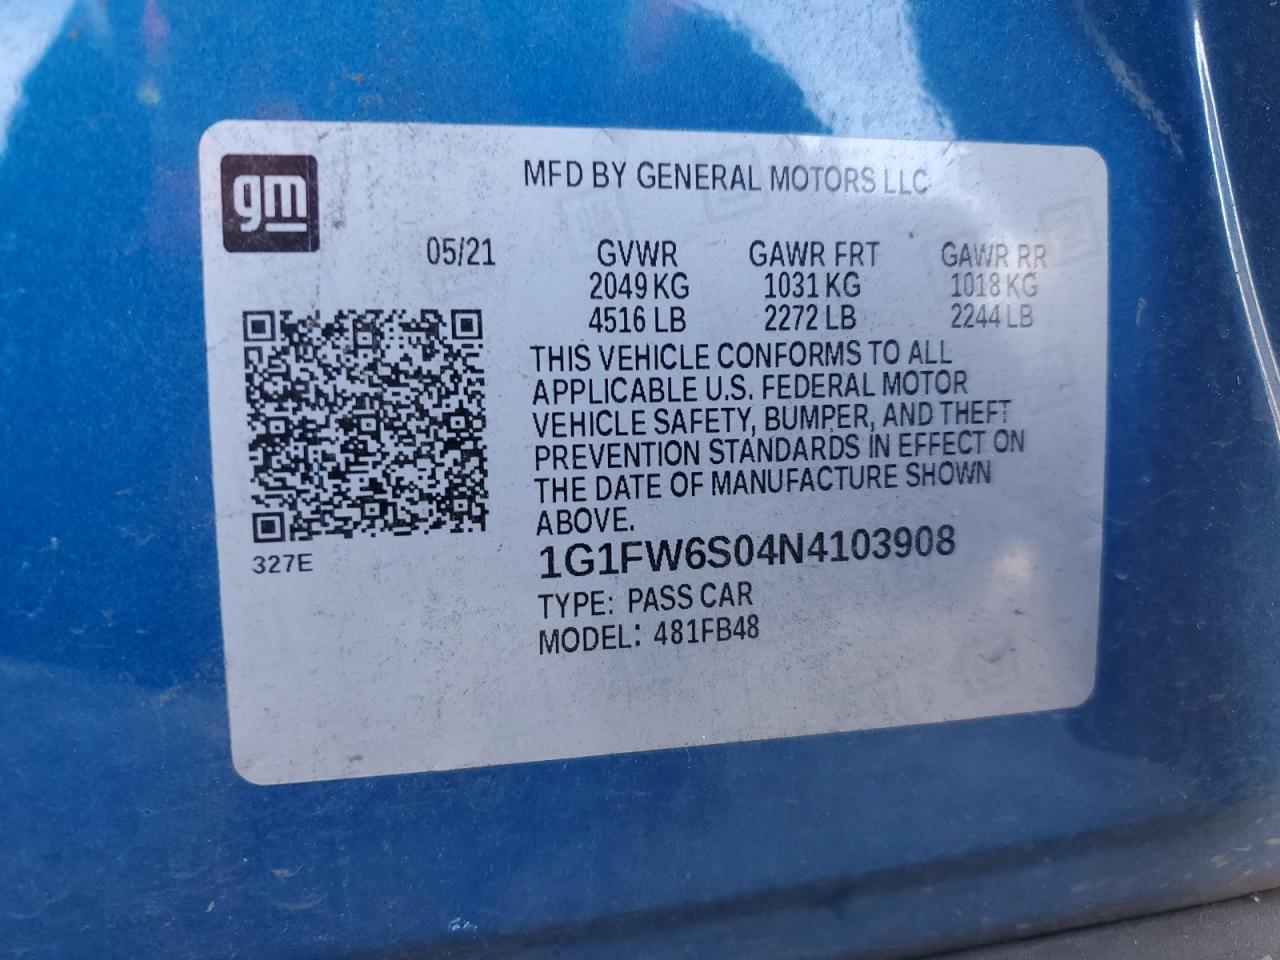 gm
MFD BY GENERAL MOTORS LLC
05/21 GVWR GAWR FRT GAWR RR
2049 KG 1031 KG 1018 KG
4516 LB 2272 LB 2244 LB
THIS VEHICLE CONFORMS TO ALL
APPLICABLE U.S. FEDERAL MOTOR
VEHICLE SAFETY, BUMPER, AND THEFT
PREVENTION STANDARDS IN EFFECT ON
THE DATE OF MANUFACTURE SHOWN
ABOVE.
327E
1G1FW6S04N4103908
TYPE: PASS CAR
MODEL: 481FB48